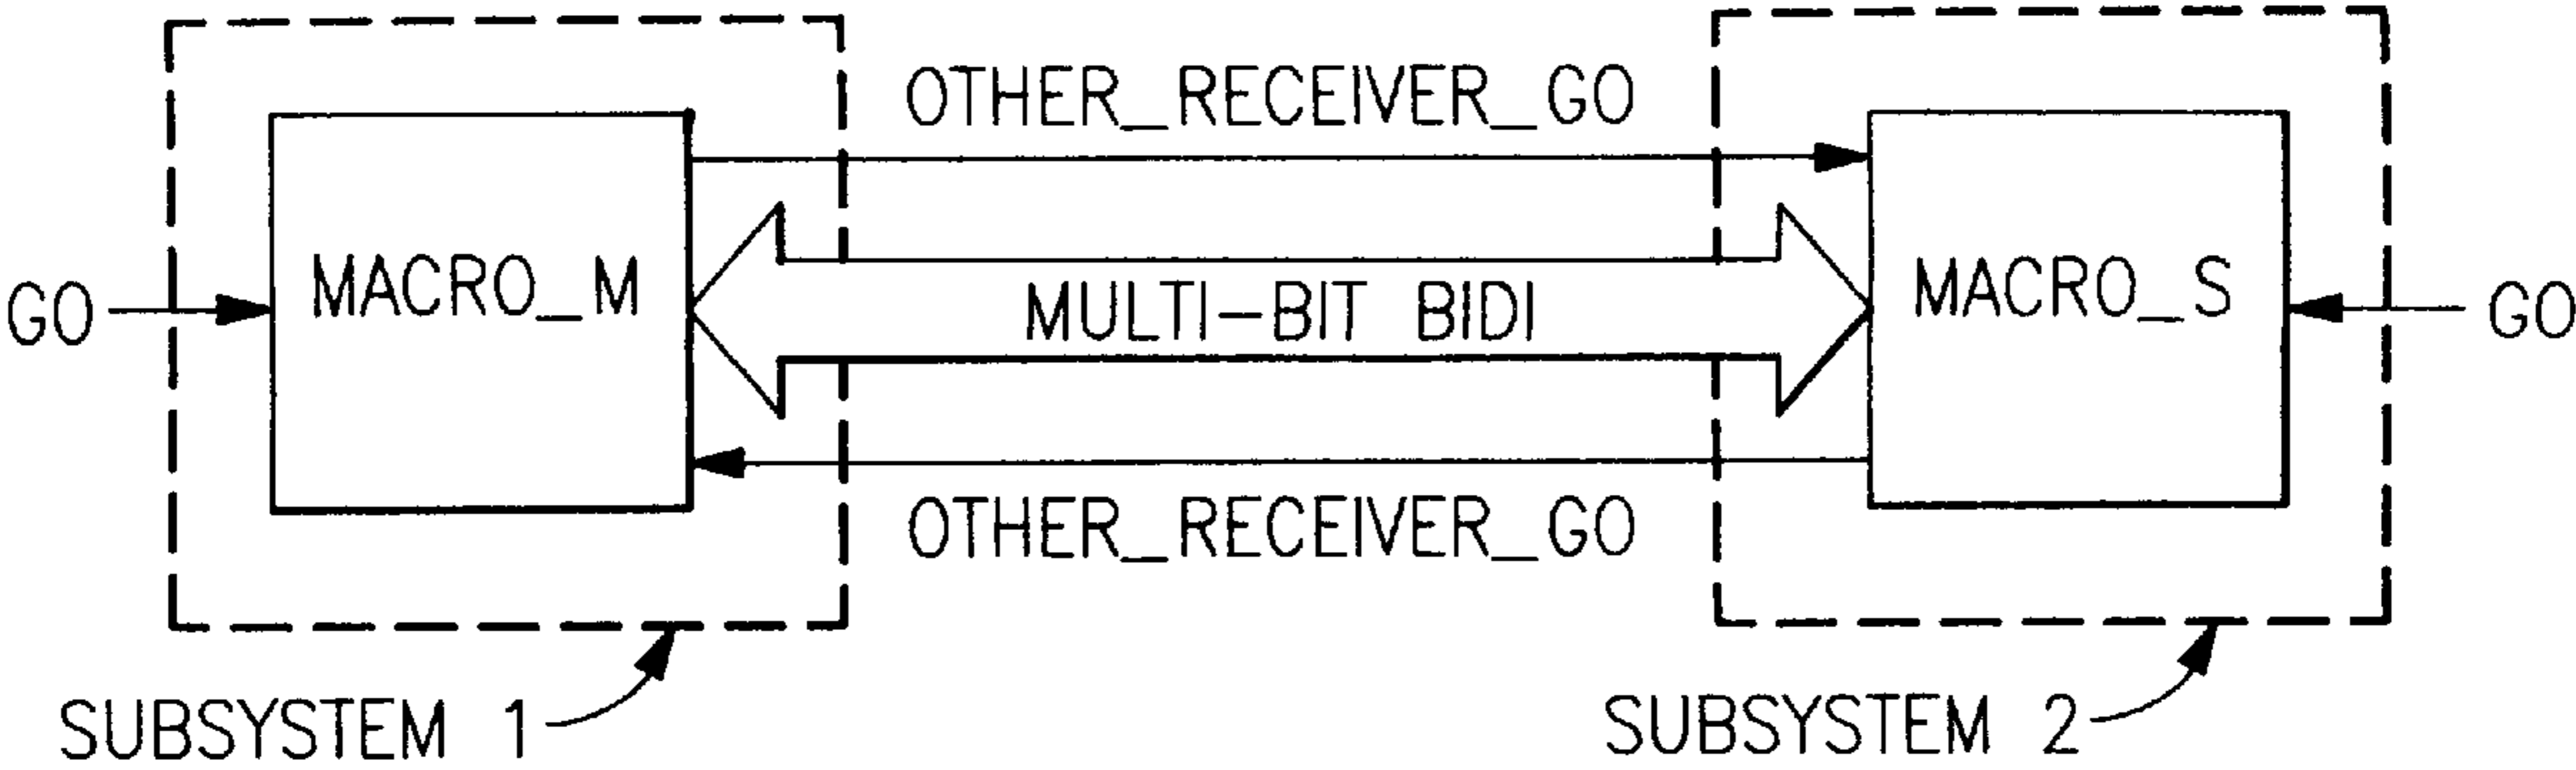 OTHER_RECEIVER_GO
GO
MACRO_M
MULTI-BIT BIDI
MACRO_S
GO
OTHER_RECEIVER_GO
SUBSYSTEM 1
SUBSYSTEM 2